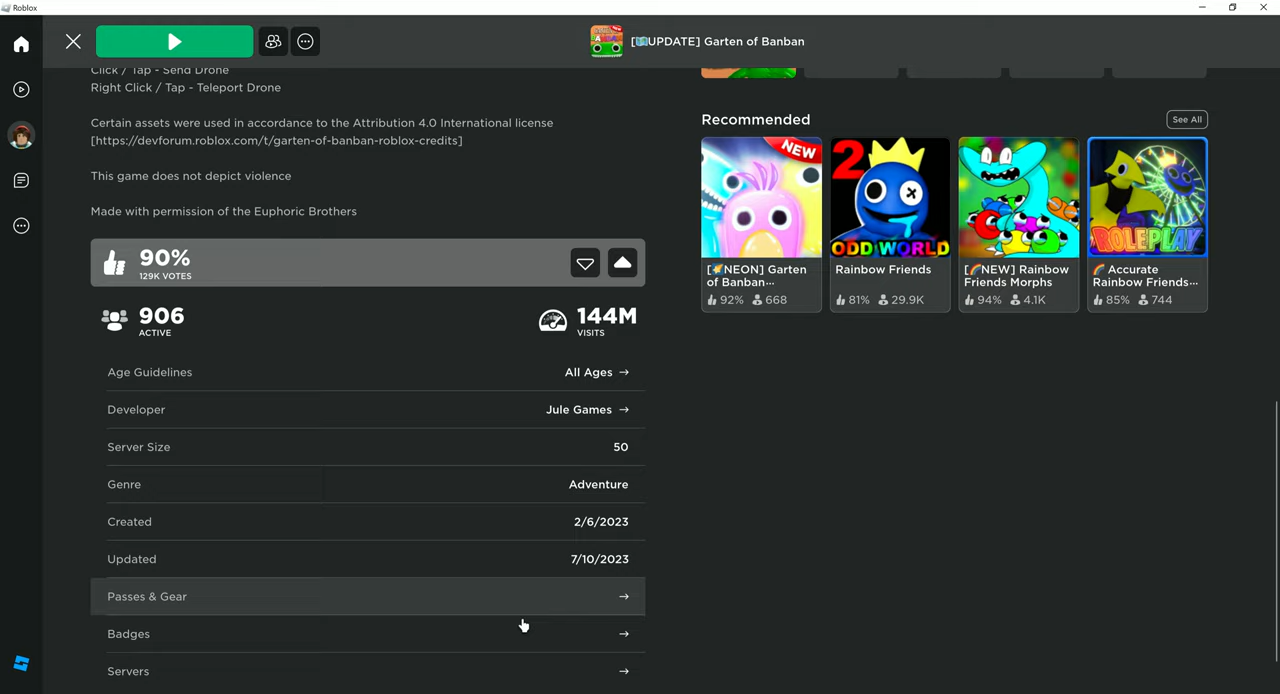 Roblox
[UPDATE] Garten of Banban
Click / Tap - Send Drone
Right Click / Tap - Teleport Drone
Certain assets were used in accordance to the Attribution 4.0 International license
[https://devforum.roblox.com/t/garten-of-banban-roblox-credits]
This game does not depict violence
Made with permission of the Euphoric Brothers
90%
129K VOTES
906
ACTIVE
144M
VISITS
Age Guidelines All Ages →
Developer Jule Games →
Server Size 50
Genre Adventure
Created 2/6/2023
Updated 7/10/2023
Passes & Gear →
Badges →
Servers →
Recommended
See All
NEW
[NEON] Garten
of Banban...
92% 668
2
ODD WORLD
Rainbow Friends
81% 29.9K
[NEW] Rainbow
Friends Morphs
94% 4.1K
ROLEPLAY
Accurate
Rainbow Friends...
85% 744